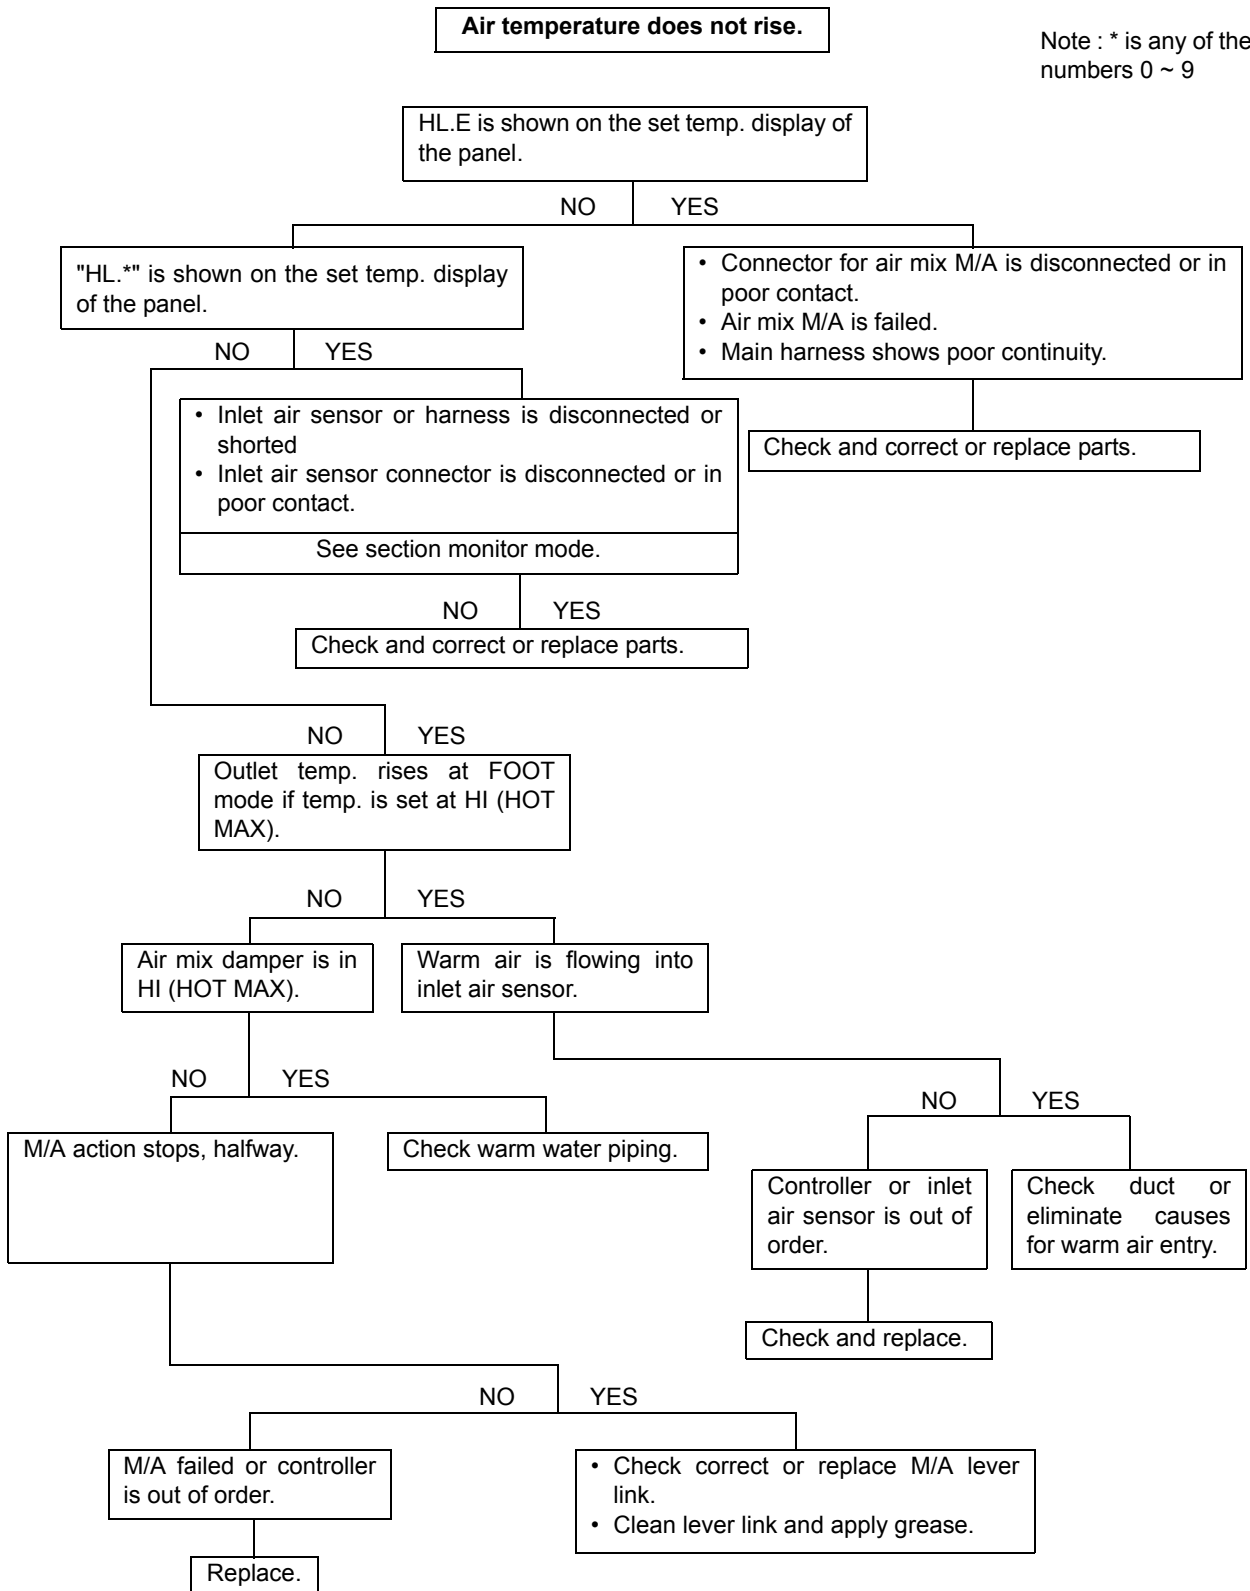 Air temperature does not rise.
Note : * is any of the
numbers 0 ~ 9
HL.E is shown on the set temp. display of
the panel.
NO YES
"HL.*" is shown on the set temp. display
of the panel.
• Connector for air mix M/A is disconnected or in
poor contact.
• Air mix M/A is failed.
• Main harness shows poor continuity.
NO YES
• Inlet air sensor or harness is disconnected or
shorted
• Inlet air sensor connector is disconnected or in
poor contact.
See section monitor mode.
Check and correct or replace parts.
NO YES
Check and correct or replace parts.
NO YES
Outlet temp. rises at FOOT
mode if temp. is set at HI (HOT
MAX).
NO YES
Air mix damper is in
HI (HOT MAX).
Warm air is flowing into
inlet air sensor.
NO YES
NO YES
M/A action stops, halfway.
Check warm water piping.
Controller or inlet
air sensor is out of
order.
Check duct or
eliminate causes
for warm air entry.
Check and replace.
NO YES
M/A failed or controller
is out of order.
• Check correct or replace M/A lever
link.
• Clean lever link and apply grease.
Replace.